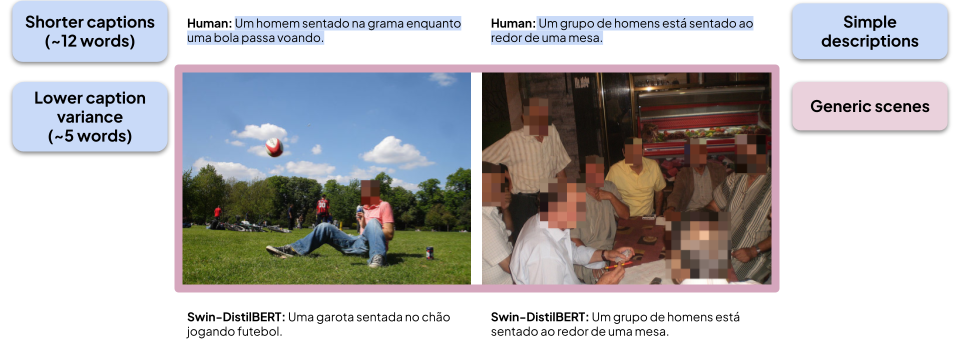 Shorter captions
(~12 words)
Lower caption
variance
(~5 words)
Human: Um homem sentado na grama enquanto
uma bola passa voando.
Human: Um grupo de homens está sentado ao
redor de uma mesa.
Simple
descriptions
Generic scenes
Swin-DistilBERT: Uma garota sentada no chão
jogando futebol.
Swin-DistilBERT: Um grupo de homens está
sentado ao redor de uma mesa.